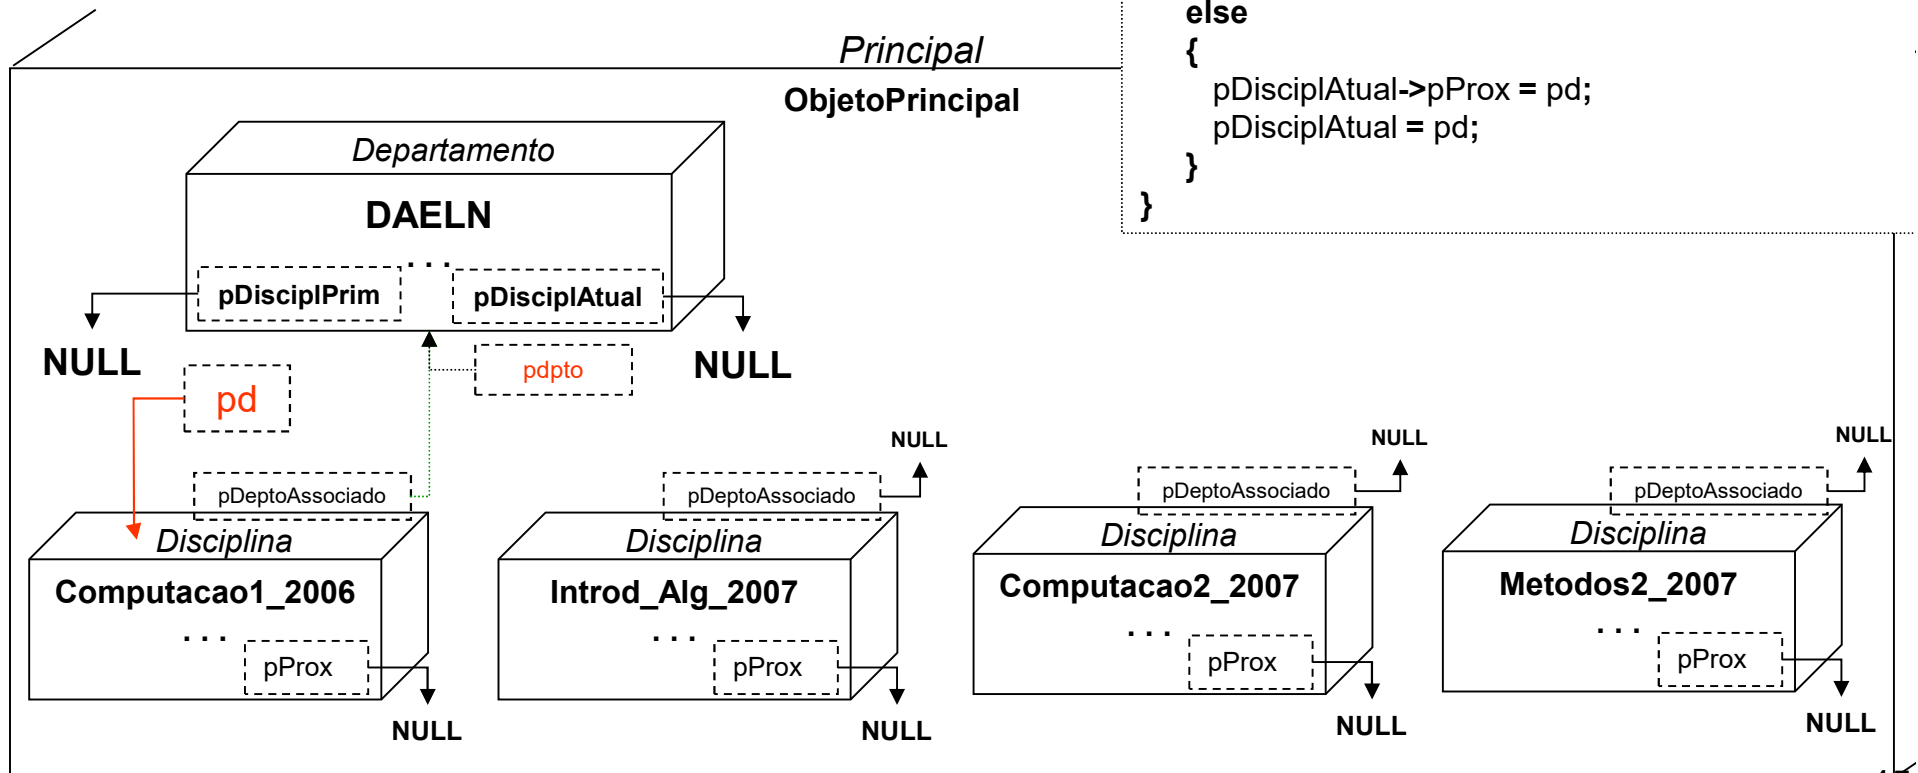 else
{
pDisciplAtual->pProx = pd;
pDisciplAtual = pd;
}
}
Principal
ObjetoPrincipal
Departamento
DAELN
. . .
pDisciplPrim
pDisciplAtual
NULL
NULL
pdpto
pd
NULL
NULL
NULL
pDeptoAssociado
pDeptoAssociado
pDeptoAssociado
pDeptoAssociado
Disciplina
Disciplina
Disciplina
Disciplina
Computacao1_2006
Introd_Alg_2007
Computacao2_2007
Metodos2_2007
. . .
. . .
. . .
. . .
pProx
pProx
pProx
pProx
NULL
NULL
NULL
NULL